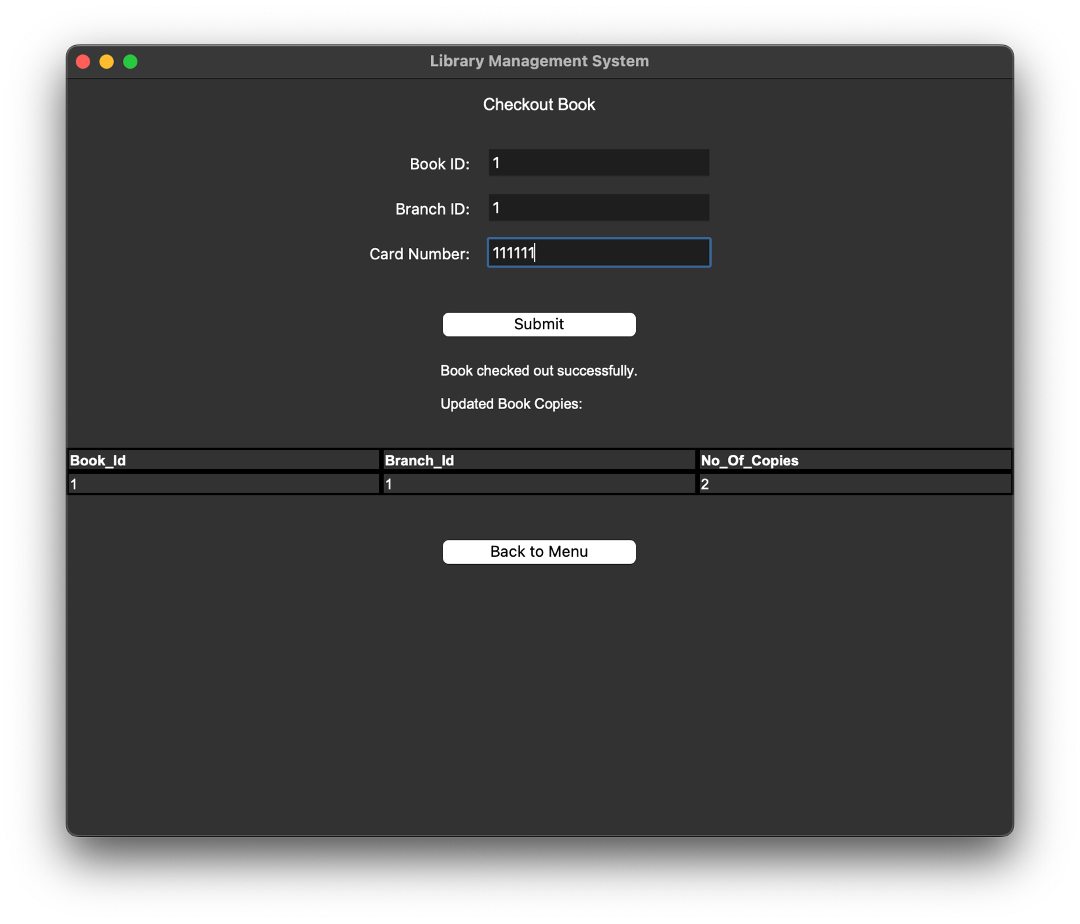 Library Management System
Checkout Book
Book ID: 1
Branch ID: 1
Card Number: 111111
Submit
Book checked out successfully.
Updated Book Copies:
Book_Id Branch_Id No_Of_Copies
1 1 2
Back to Menu